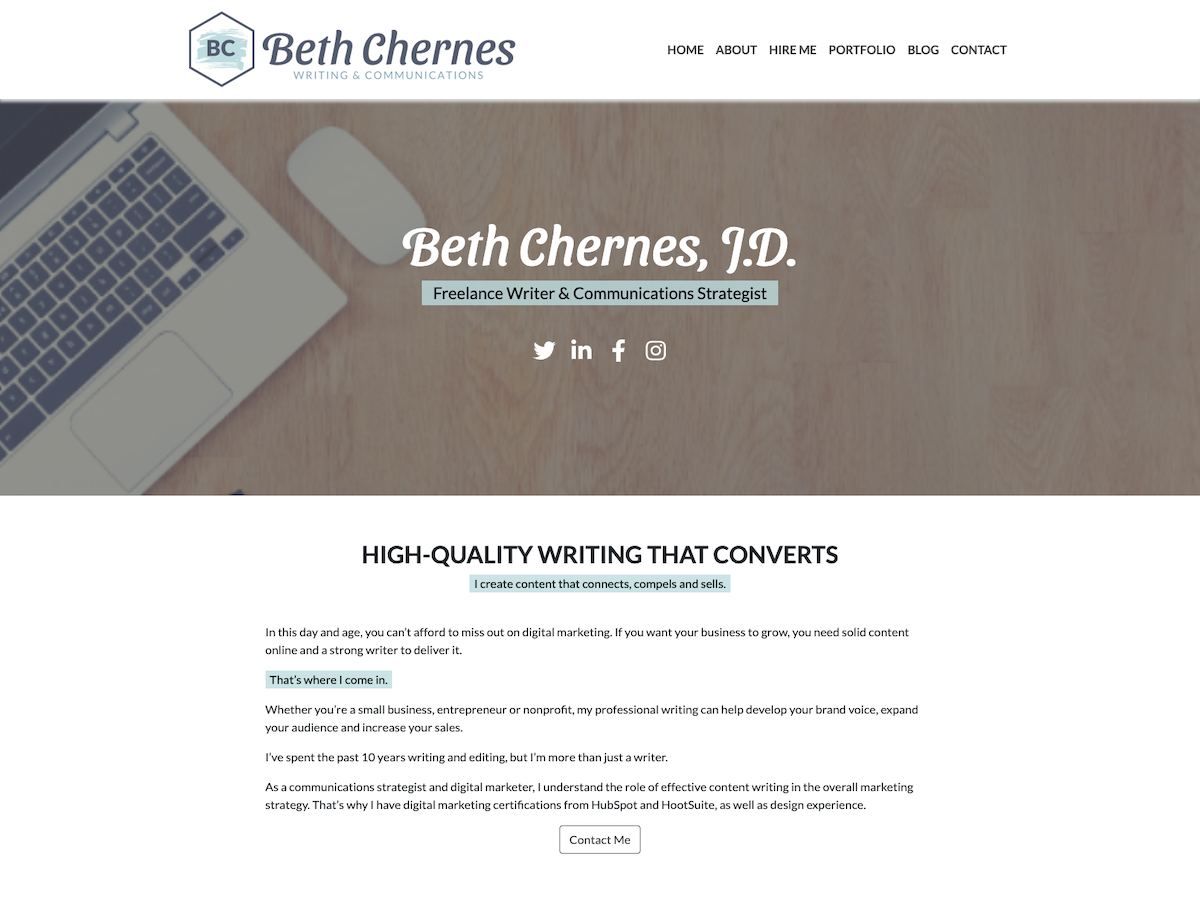 BC
Beth Chernes
WRITING & COMMUNICATIONS
HOME ABOUT HIRE ME PORTFOLIO BLOG CONTACT
Beth Chernes, J.D.
Freelance Writer & Communications Strategist
HIGH-QUALITY WRITING THAT CONVERTS
I create content that connects, compels and sells.
In this day and age, you can’t afford to miss out on digital marketing. If you want your business to grow, you need solid content
online and a strong writer to deliver it.
That’s where I come in.
Whether you’re a small business, entrepreneur or nonprofit, my professional writing can help develop your brand voice, expand
your audience and increase your sales.
I’ve spent the past 10 years writing and editing, but I’m more than just a writer.
As a communications strategist and digital marketer, I understand the role of effective content writing in the overall marketing
strategy. That’s why I have digital marketing certifications from HubSpot and HootSuite, as well as design experience.
Contact Me